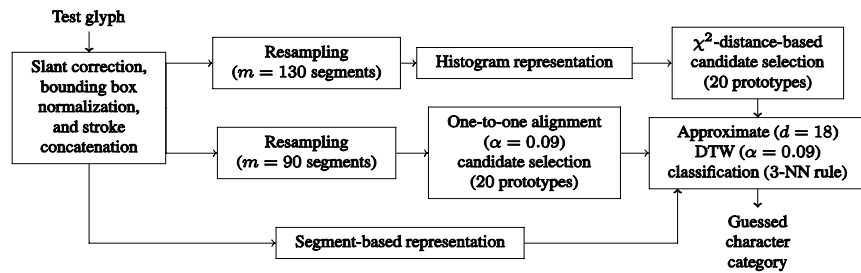 Test glyph
Slant correction,
bounding box
normalization,
and stroke
concatenation
Resampling
(m = 130 segments)
Histogram representation
χ²-distance-based
candidate selection
(20 prototypes)
Resampling
(m = 90 segments)
One-to-one alignment
(α = 0.09)
candidate selection
(20 prototypes)
Approximate (d = 18)
DTW (α = 0.09)
classification (3-NN rule)
Segment-based representation
Guessed
character
category